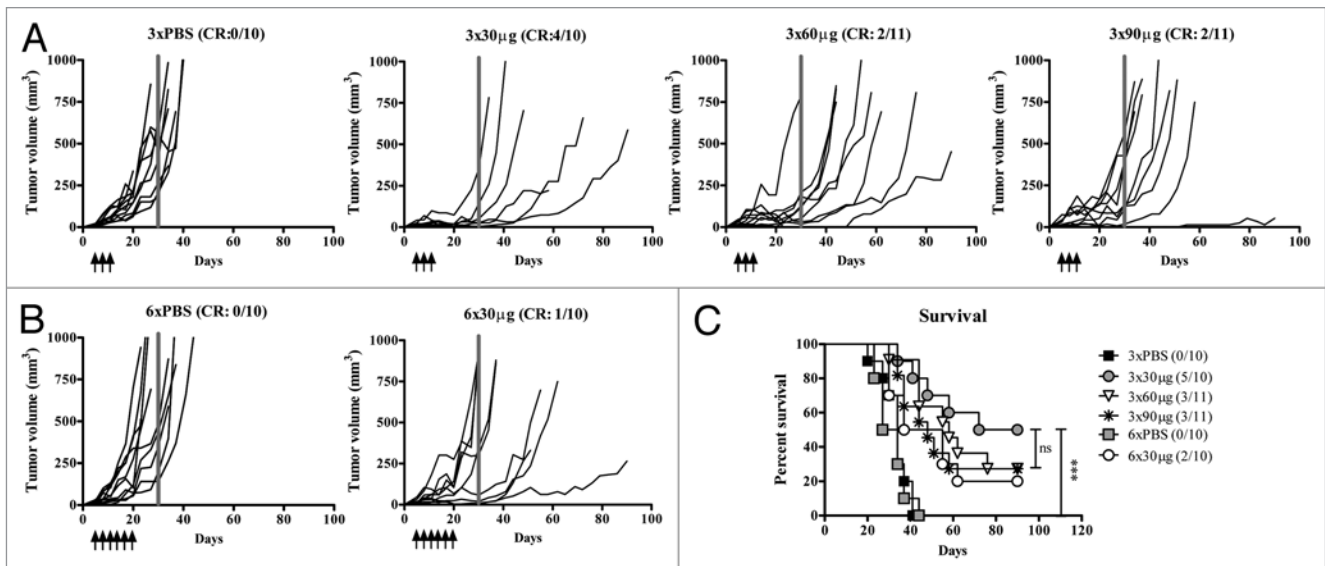 A
3xPBS (CR:0/10)
Tumor volume (mm³)
1000
750
500
250
0
0 20 40 60 80 100
Days
3x30µg (CR:4/10)
Tumor volume (mm³)
1000
750
500
250
0
0 20 40 60 80 100
Days
3x60µg (CR: 2/11)
Tumor volume (mm³)
1000
750
500
250
0
0 20 40 60 80 100
Days
3x90µg (CR: 2/11)
Tumor volume (mm³)
1000
750
500
250
0
0 20 40 60 80 100
Days
B
6xPBS (CR: 0/10)
Tumor volume (mm³)
1000
750
500
250
0
0 20 40 60 80 100
Days
6x30µg (CR: 1/10)
Tumor volume (mm³)
1000
750
500
250
0
0 20 40 60 80 100
Days
C
Survival
Percent survival
100
80
60
40
20
0
0 20 40 60 80 100 120
Days
ns
***
3xPBS (0/10)
3x30µg (5/10)
3x60µg (3/11)
3x90µg (3/11)
6xPBS (0/10)
6x30µg (2/10)